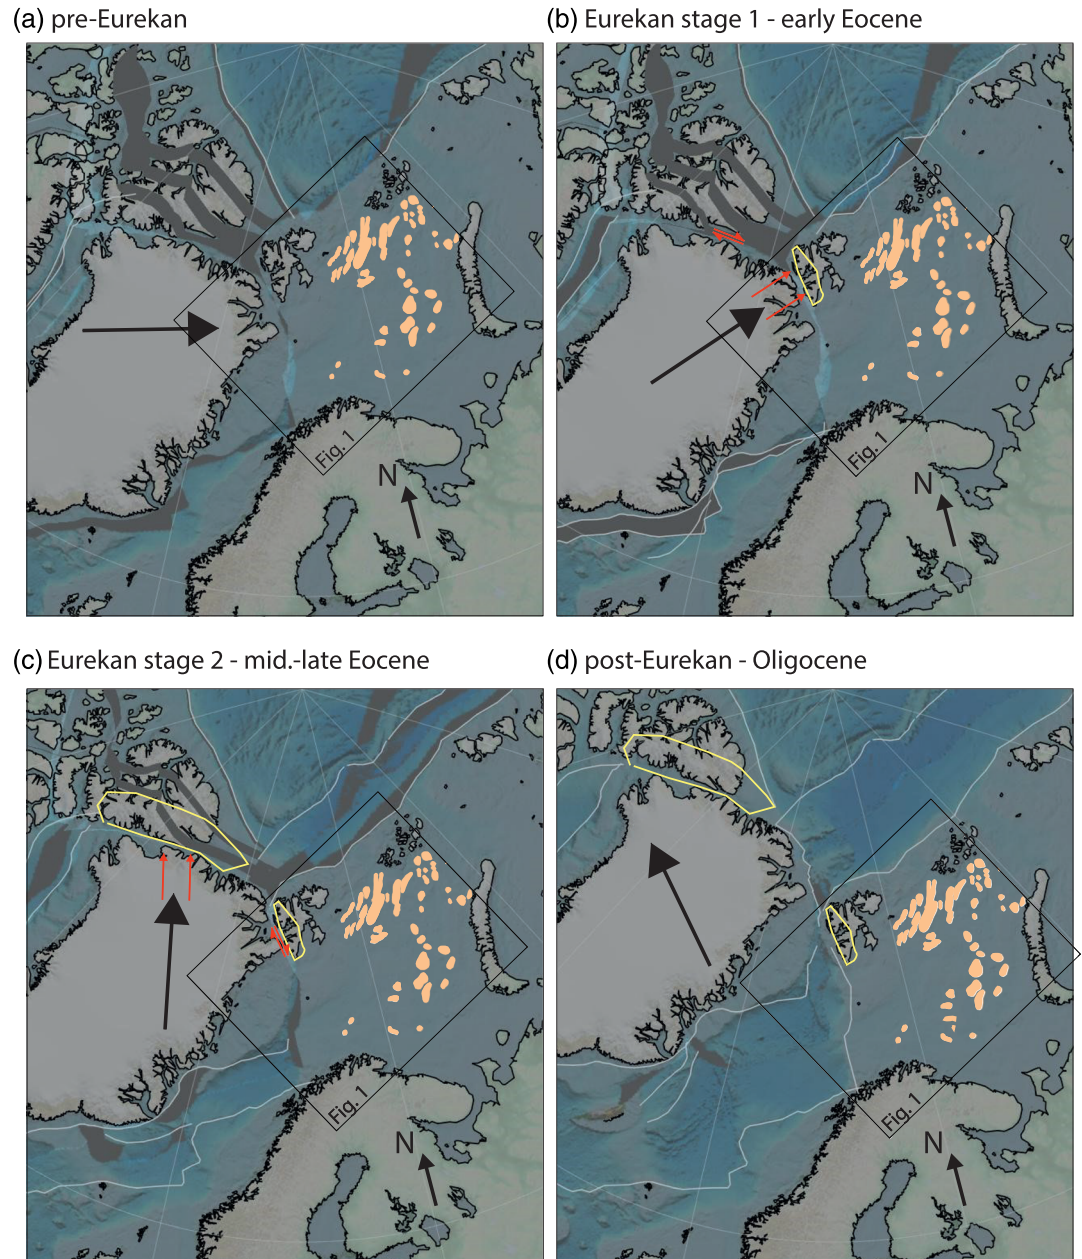 (a) pre-Eurekan
(b) Eurekan stage 1 - early Eocene
Fig. 1
N
Fig. 1
N
(c) Eurekan stage 2 - mid.-late Eocene
(d) post-Eurekan - Oligocene
Fig. 1
N
Fig. 1
N